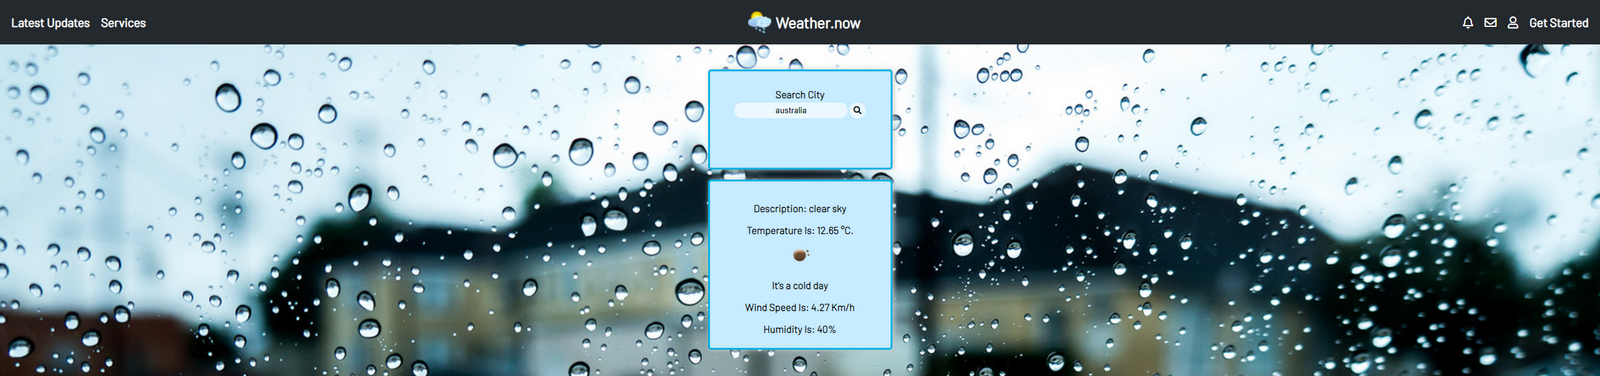 Latest Updates Services Weather.now Get Started
Search City
australia
Description: clear sky
Temperature Is: 12.65 °C.
It's a cold day
Wind Speed Is: 4.27 Km/h
Humidity Is: 40%